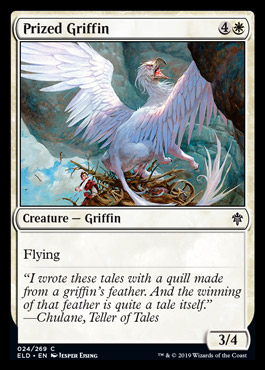 Prized Griffin 4
Creature — Griffin
Flying
“I wrote these tales with a quill made
from a griffin’s feather. And the winning
of that feather is quite a tale itself.”
—Chulane, Teller of Tales
3/4
024/269 C
ELD • EN Jesper Ejsing
™ & © 2019 Wizards of the Coast